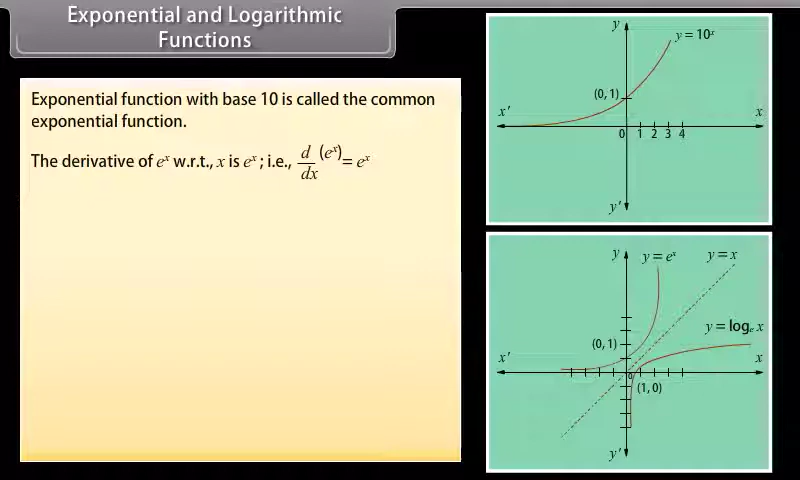 Exponential and Logarithmic
Functions
Exponential function with base 10 is called the common
exponential function.
The derivative of eˣ w.r.t., x is eˣ ; i.e., d/dx (eˣ) = eˣ
y
y = 10ˣ
(0, 1)
x′
x
0 1 2 3 4
y′
y
y = eˣ
y = x
y = logₑ x
(0, 1)
x′
x
0
(1, 0)
y′